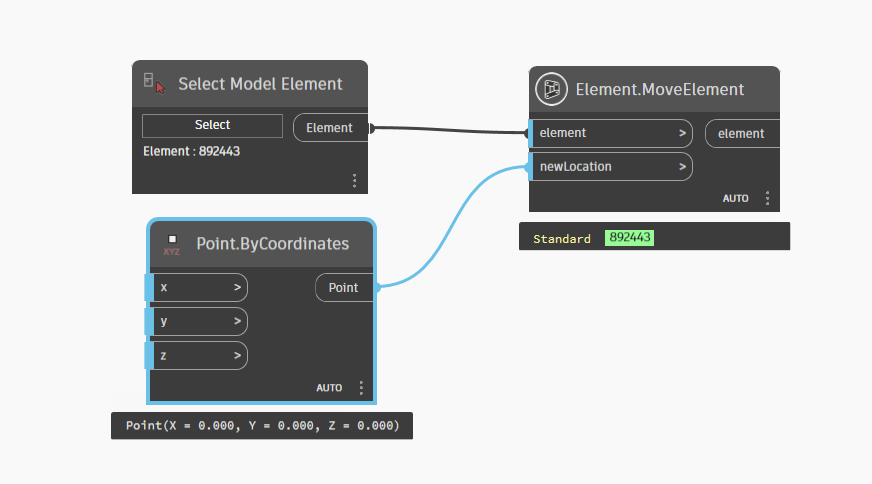 Select Model Element
Select
Element
Element : 892443
Element.MoveElement
element >
element
newLocation >
AUTO
Standard 892443
Point.ByCoordinates
XYZ
x >
Point
y >
z >
AUTO
Point(X = 0.000, Y = 0.000, Z = 0.000)